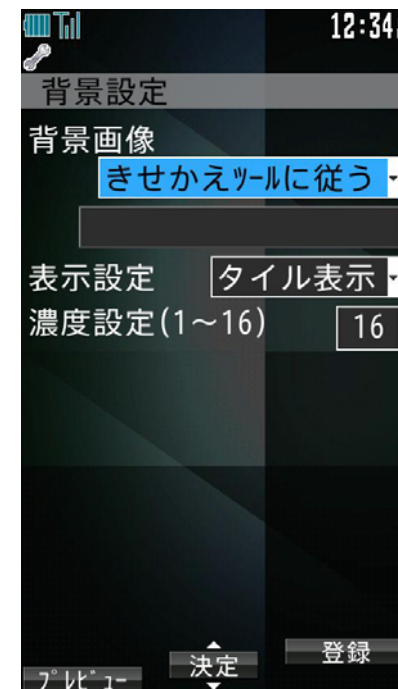 12:34
背景設定
背景画像
きせかえﾂｰﾙに従う
表示設定 タイル表示
濃度設定(1～16) 16
登録
決定
ﾌﾟﾚﾋﾞｭｰ